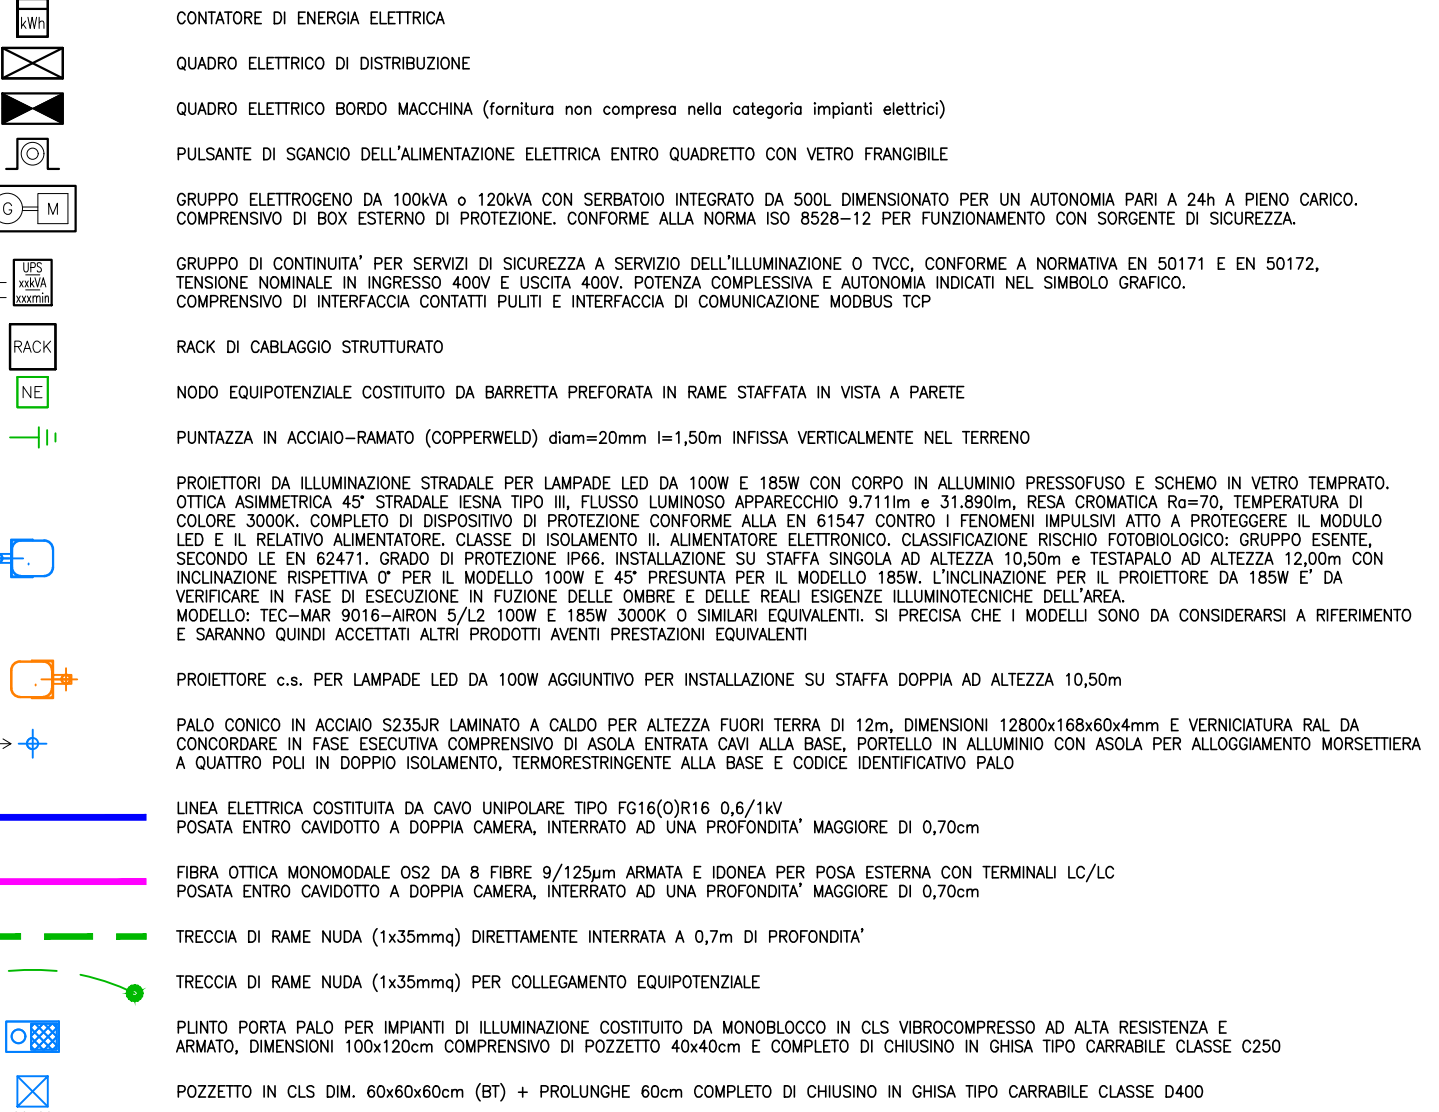 kWh CONTATORE DI ENERGIA ELETTRICA
QUADRO ELETTRICO DI DISTRIBUZIONE
QUADRO ELETTRICO BORDO MACCHINA (fornitura non compresa nella categoria impianti elettrici)
PULSANTE DI SGANCIO DELL'ALIMENTAZIONE ELETTRICA ENTRO QUADRETTO CON VETRO FRANGIBILE
G M GRUPPO ELETTROGENO DA 100kVA o 120kVA CON SERBATOIO INTEGRATO DA 500L DIMENSIONATO PER UN AUTONOMIA PARI A 24h A PIENO CARICO.
COMPRENSIVO DI BOX ESTERNO DI PROTEZIONE. CONFORME ALLA NORMA ISO 8528-12 PER FUNZIONAMENTO CON SORGENTE DI SICUREZZA.
UPS
xxkVA
xxxmin
GRUPPO DI CONTINUITA' PER SERVIZI DI SICUREZZA A SERVIZIO DELL'ILLUMINAZIONE O TVCC, CONFORME A NORMATIVA EN 50171 E EN 50172,
TENSIONE NOMINALE IN INGRESSO 400V E USCITA 400V. POTENZA COMPLESSIVA E AUTONOMIA INDICATI NEL SIMBOLO GRAFICO.
COMPRENSIVO DI INTERFACCIA CONTATTI PULITI E INTERFACCIA DI COMUNICAZIONE MODBUS TCP
RACK RACK DI CABLAGGIO STRUTTURATO
NE NODO EQUIPOTENZIALE COSTITUITO DA BARRETTA PREFORATA IN RAME STAFFATA IN VISTA A PARETE
PUNTAZZA IN ACCIAIO-RAMATO (COPPERWELD) diam=20mm l=1,50m INFISSA VERTICALMENTE NEL TERRENO
PROIETTORI DA ILLUMINAZIONE STRADALE PER LAMPADE LED DA 100W E 185W CON CORPO IN ALLUMINIO PRESSOFUSO E SCHEMO IN VETRO TEMPRATO.
OTTICA ASIMMETRICA 45° STRADALE IESNA TIPO III, FLUSSO LUMINOSO APPARECCHIO 9.711lm e 31.890lm, RESA CROMATICA Ra=70, TEMPERATURA DI
COLORE 3000K. COMPLETO DI DISPOSITIVO DI PROTEZIONE CONFORME ALLA EN 61547 CONTRO I FENOMENI IMPULSIVI ATTO A PROTEGGERE IL MODULO
LED E IL RELATIVO ALIMENTATORE. CLASSE DI ISOLAMENTO II. ALIMENTATORE ELETTRONICO. CLASSIFICAZIONE RISCHIO FOTOBIOLOGICO: GRUPPO ESENTE,
SECONDO LE EN 62471. GRADO DI PROTEZIONE IP66. INSTALLAZIONE SU STAFFA SINGOLA AD ALTEZZA 10,50m e TESTAPALO AD ALTEZZA 12,00m CON
INCLINAZIONE RISPETTIVA 0° PER IL MODELLO 100W E 45° PRESUNTA PER IL MODELLO 185W. L'INCLINAZIONE PER IL PROIETTORE DA 185W E' DA
VERIFICARE IN FASE DI ESECUZIONE IN FUZIONE DELLE OMBRE E DELLE REALI ESIGENZE ILLUMINOTECNICHE DELL'AREA.
MODELLO: TEC-MAR 9016-AIRON 5/L2 100W E 185W 3000K O SIMILARI EQUIVALENTI. SI PRECISA CHE I MODELLI SONO DA CONSIDERARSI A RIFERIMENTO
E SARANNO QUINDI ACCETTATI ALTRI PRODOTTI AVENTI PRESTAZIONI EQUIVALENTI
PROIETTORE c.s. PER LAMPADE LED DA 100W AGGIUNTIVO PER INSTALLAZIONE SU STAFFA DOPPIA AD ALTEZZA 10,50m
PALO CONICO IN ACCIAIO S235JR LAMINATO A CALDO PER ALTEZZA FUORI TERRA DI 12m, DIMENSIONI 12800x168x60x4mm E VERNICIATURA RAL DA
CONCORDARE IN FASE ESECUTIVA COMPRENSIVO DI ASOLA ENTRATA CAVI ALLA BASE, PORTELLO IN ALLUMINIO CON ASOLA PER ALLOGGIAMENTO MORSETTIERA
A QUATTRO POLI IN DOPPIO ISOLAMENTO, TERMORESTRINGENTE ALLA BASE E CODICE IDENTIFICATIVO PALO
LINEA ELETTRICA COSTITUITA DA CAVO UNIPOLARE TIPO FG16(O)R16 0,6/1kV
POSATA ENTRO CAVIDOTTO A DOPPIA CAMERA, INTERRATO AD UNA PROFONDITA' MAGGIORE DI 0,70cm
FIBRA OTTICA MONOMODALE OS2 DA 8 FIBRE 9/125µm ARMATA E IDONEA PER POSA ESTERNA CON TERMINALI LC/LC
POSATA ENTRO CAVIDOTTO A DOPPIA CAMERA, INTERRATO AD UNA PROFONDITA' MAGGIORE DI 0,70cm
TRECCIA DI RAME NUDA (1x35mmq) DIRETTAMENTE INTERRATA A 0,7m DI PROFONDITA'
TRECCIA DI RAME NUDA (1x35mmq) PER COLLEGAMENTO EQUIPOTENZIALE
PLINTO PORTA PALO PER IMPIANTI DI ILLUMINAZIONE COSTITUITO DA MONOBLOCCO IN CLS VIBROCOMPRESSO AD ALTA RESISTENZA E
ARMATO, DIMENSIONI 100x120cm COMPRENSIVO DI POZZETTO 40x40cm E COMPLETO DI CHIUSINO IN GHISA TIPO CARRABILE CLASSE C250
POZZETTO IN CLS DIM. 60x60x60cm (BT) + PROLUNGHE 60cm COMPLETO DI CHIUSINO IN GHISA TIPO CARRABILE CLASSE D400